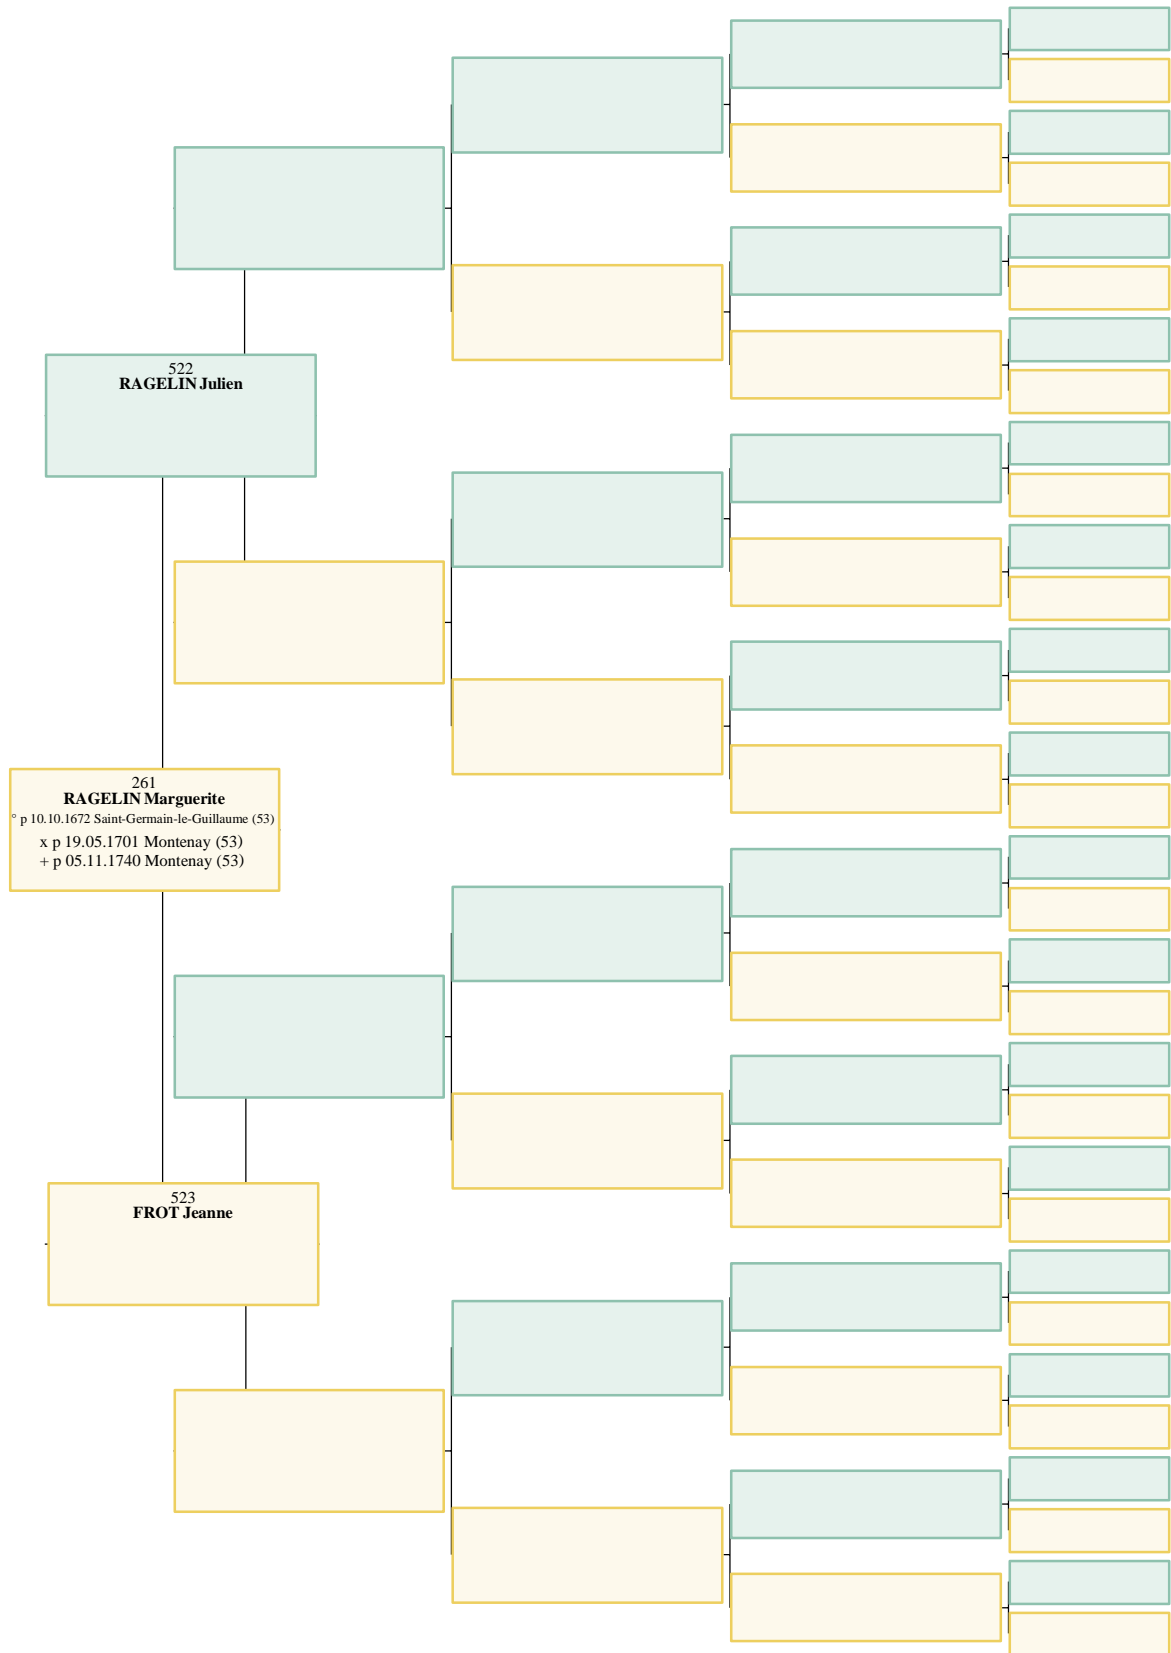 522
RAGELIN Julien
261
RAGELIN Marguerite
° p 10.10.1672 Saint-Germain-le-Guillaume (53)
x p 19.05.1701 Montenay (53)
+ p 05.11.1740 Montenay (53)
523
FROT Jeanne